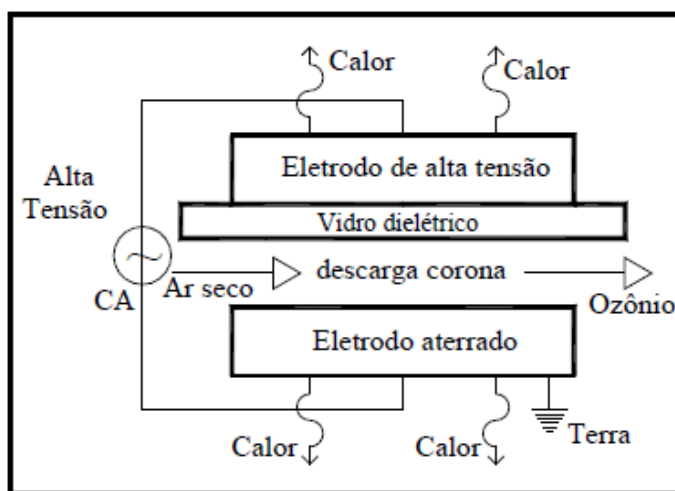 Calor
Calor
Alta
Tensão
Eletrodo de alta tensão
Vidro dielétrico
CA
Ar seco
descarga corona
Ozônio
Eletrodo aterrado
Calor
Calor
Terra